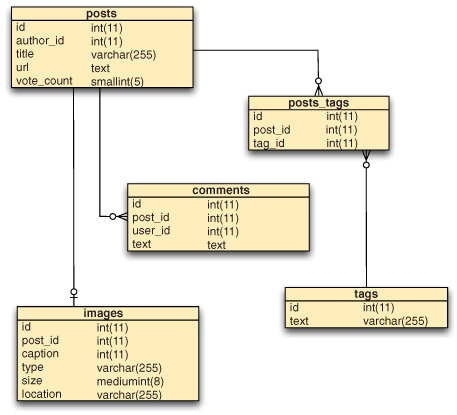 posts
id int(11)
author_id int(11)
title varchar(255)
url text
vote_count smallint(5)
posts_tags
id int(11)
post_id int(11)
tag_id int(11)
comments
id int(11)
post_id int(11)
user_id int(11)
text text
tags
id int(11)
text varchar(255)
images
id int(11)
post_id int(11)
caption int(11)
type varchar(255)
size mediumint(8)
location varchar(255)